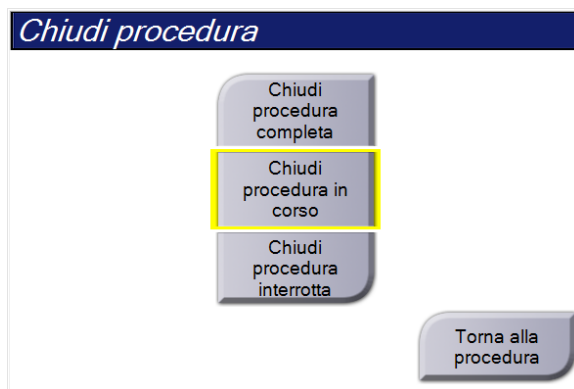 Chiudi procedura
Chiudi
procedura
completa
Chiudi
procedura in
corso
Chiudi
procedura
interrotta
Torna alla
procedura